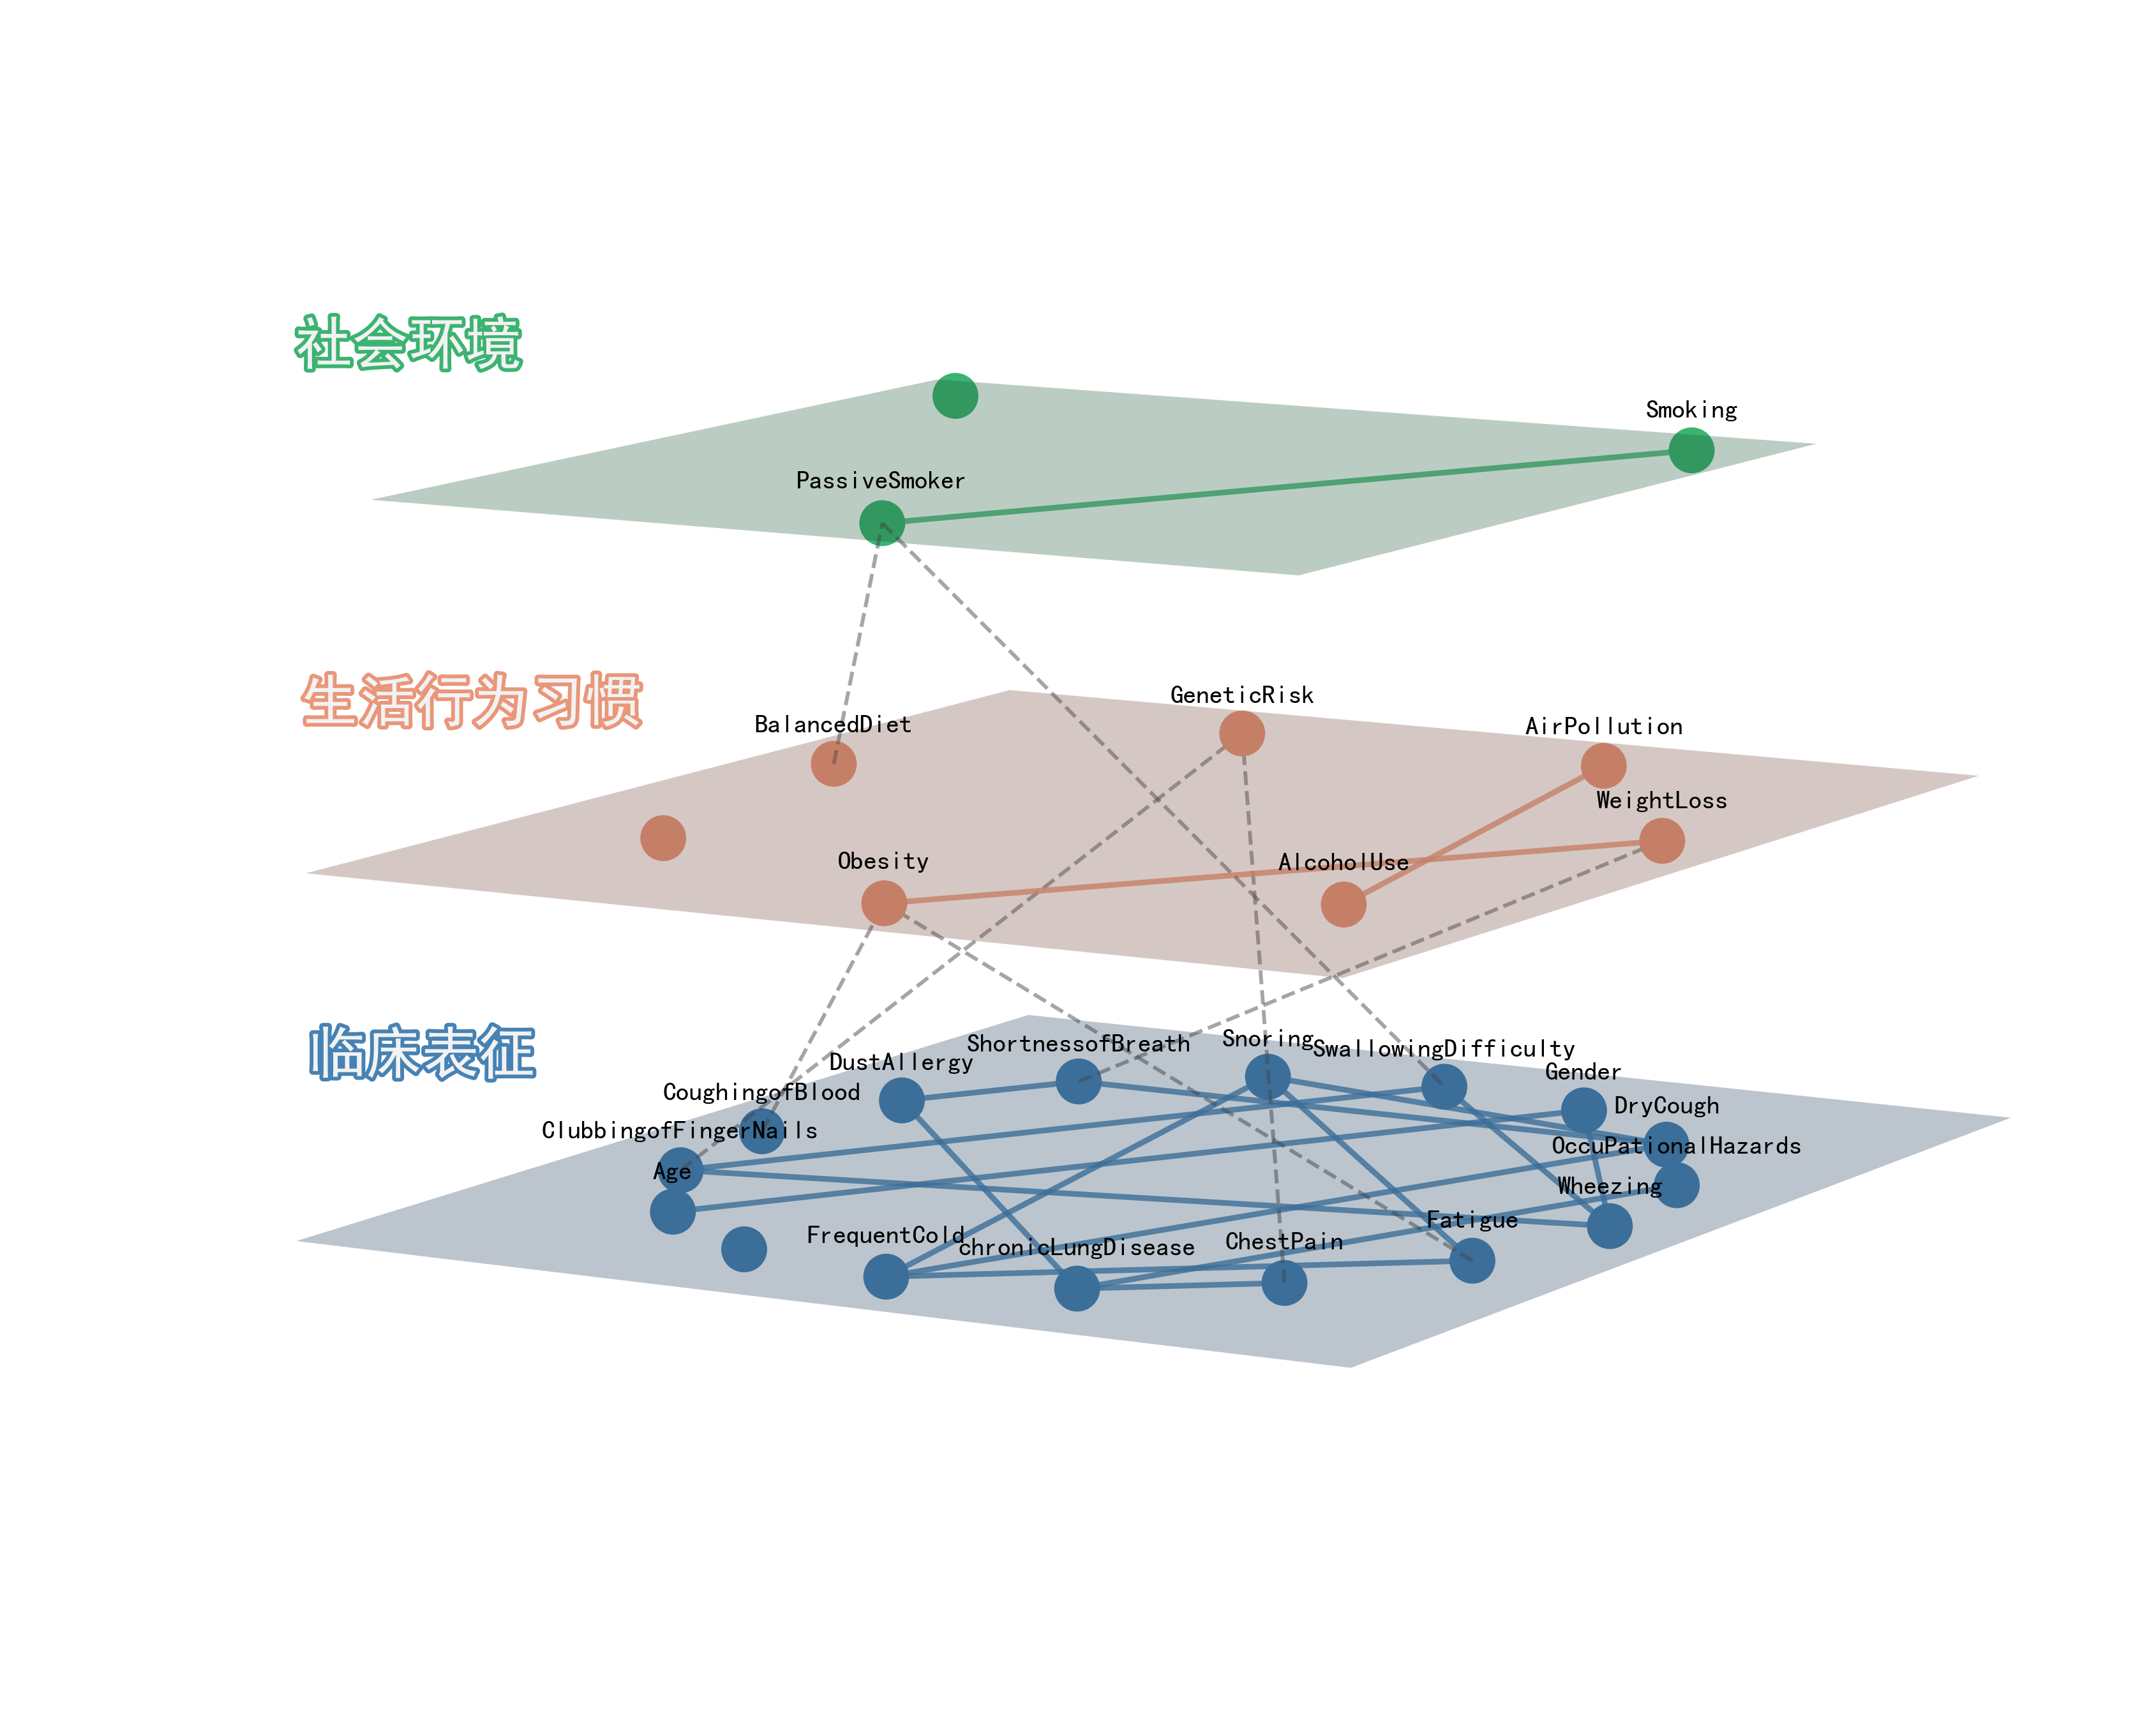 社会环境
Smoking
PassiveSmoker
生活行为习惯
GeneticRisk
BalancedDiet
AirPollution
WeightLoss
Obesity
AlcoholUse
临床表征
Snoring
ShortnessofBreath
SwallowingDifficulty
DustAllergy
Gender
CoughingofBlood
DryCough
ClubbingofFingerNails
OccuPationalHazards
Age
Wheezing
Fatigue
FrequentCold
ChestPain
chronicLungDisease